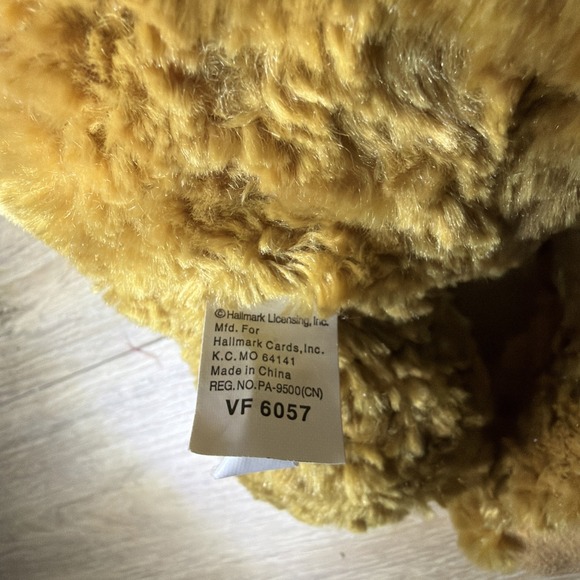 © Hallmark Licensing, Inc.
Mfd. For
Hallmark Cards, Inc.
K.C. MO 64141
Made in China
REG. NO. PA-9500(CN)
VF 6057